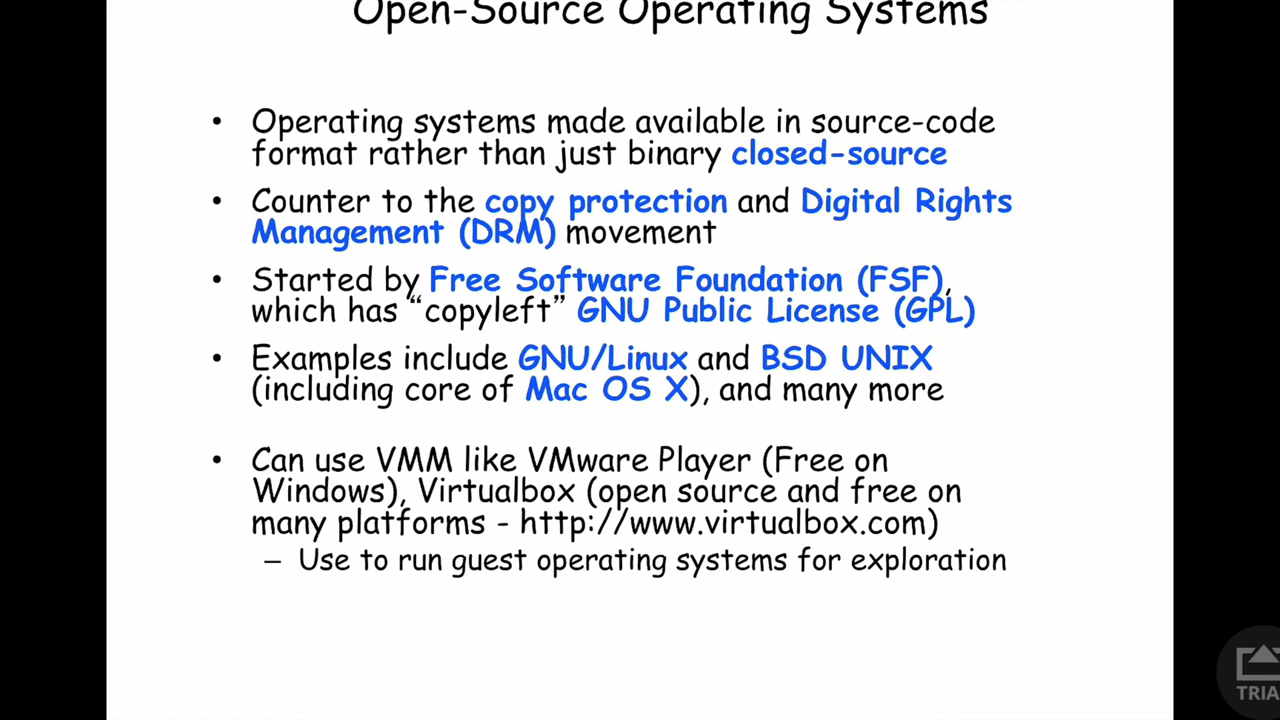 Open-Source Operating Systems
• Operating systems made available in source-code
format rather than just binary closed-source
• Counter to the copy protection and Digital Rights
Management (DRM) movement
• Started by Free Software Foundation (FSF),
which has “copyleft” GNU Public License (GPL)
• Examples include GNU/Linux and BSD UNIX
(including core of Mac OS X), and many more
• Can use VMM like VMware Player (Free on
Windows), Virtualbox (open source and free on
many platforms - http://www.virtualbox.com)
– Use to run guest operating systems for exploration
TRIA